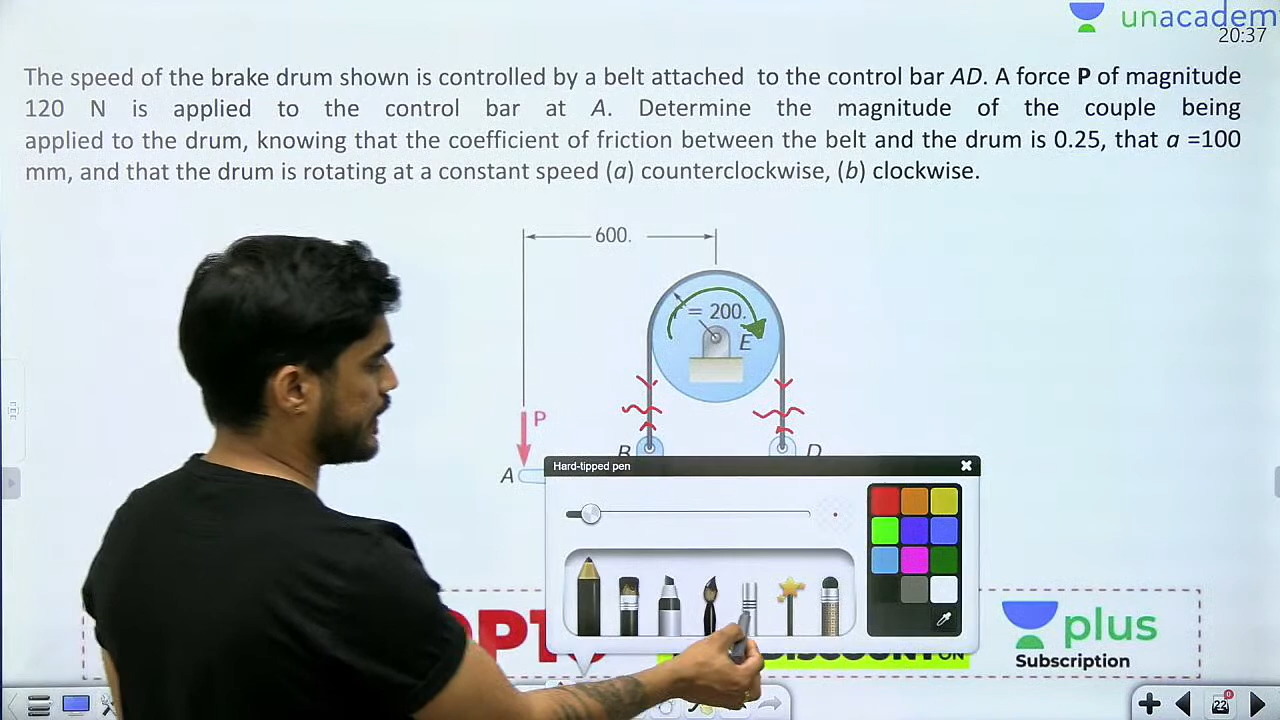 unacadem
20:37
The speed of the brake drum shown is controlled by a belt attached to the control bar AD. A force P of magnitude
120 N is applied to the control bar at A. Determine the magnitude of the couple being
applied to the drum, knowing that the coefficient of friction between the belt and the drum is 0.25, that a =100
mm, and that the drum is rotating at a constant speed (a) counterclockwise, (b) clockwise.
600.
= 200.
E
P
B
D
A
Hard-tipped pen
ON
plus
Subscription
22